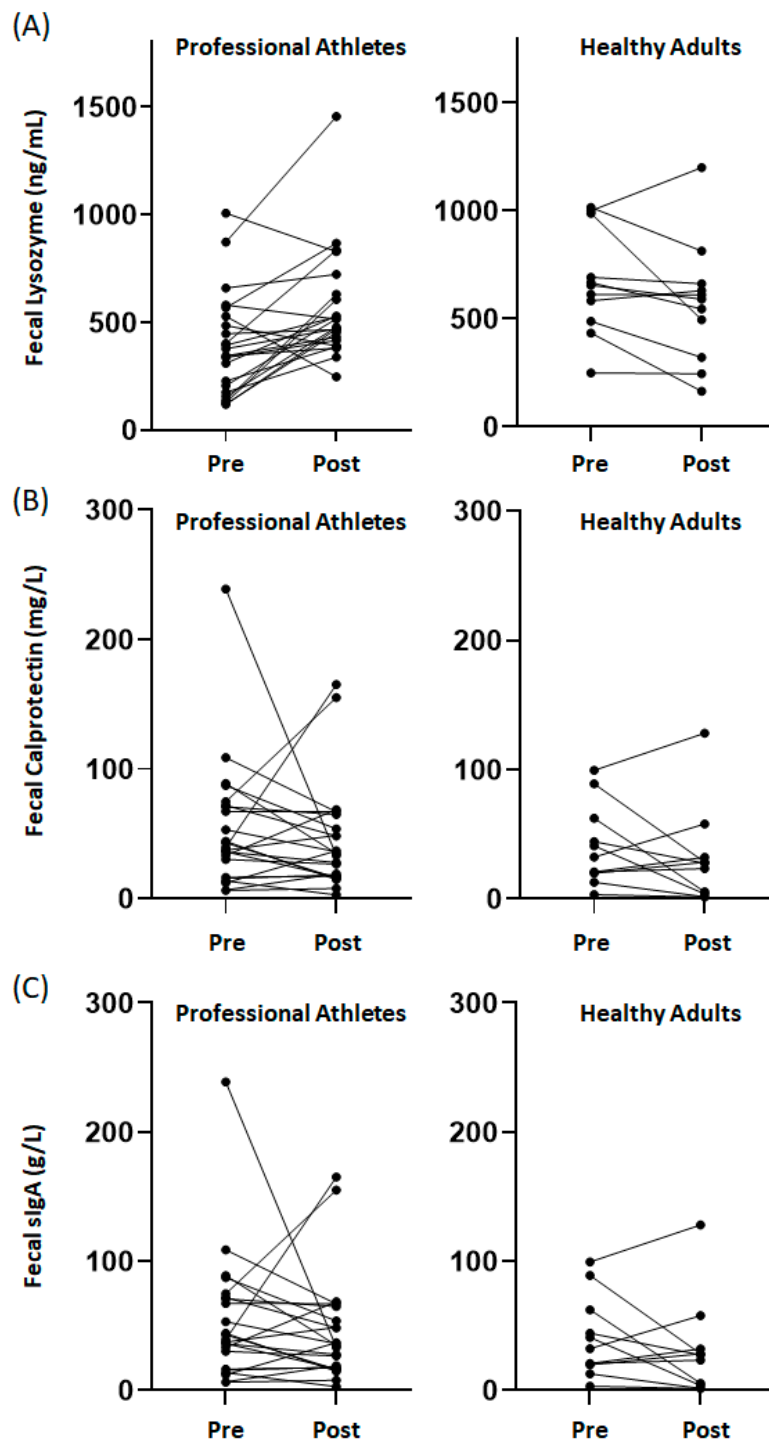 (A)
Professional Athletes
Healthy Adults
Fecal Lysozyme (ng/mL)
1500
1000
500
0
Pre
Post
1500
1000
500
0
Pre
Post
(B)
Professional Athletes
Healthy Adults
Fecal Calprotectin (mg/L)
300
200
100
0
Pre
Post
300
200
100
0
Pre
Post
(C)
Professional Athletes
Healthy Adults
Fecal sIgA (g/L)
300
200
100
0
Pre
Post
300
200
100
0
Pre
Post